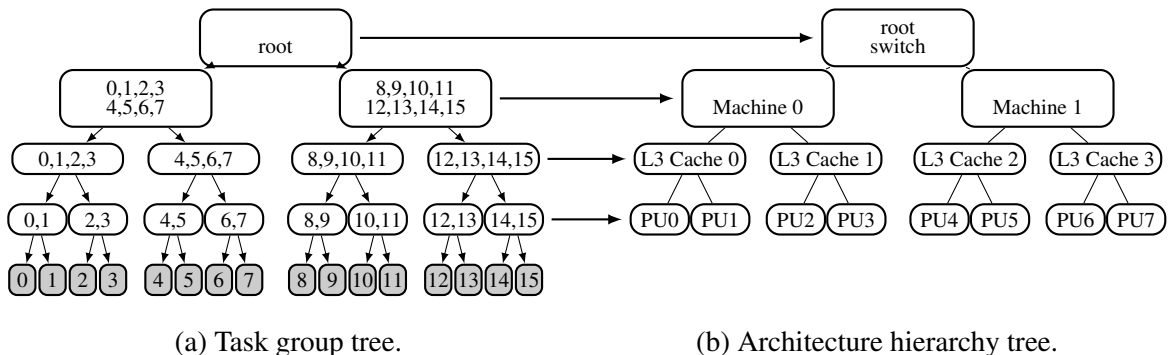 root
root
switch
0,1,2,3
4,5,6,7
8,9,10,11
12,13,14,15
Machine 0
Machine 1
0,1,2,3
4,5,6,7
8,9,10,11
12,13,14,15
L3 Cache 0
L3 Cache 1
L3 Cache 2
L3 Cache 3
0,1
2,3
4,5
6,7
8,9
10,11
12,13
14,15
PU0
PU1
PU2
PU3
PU4
PU5
PU6
PU7
0
1
2
3
4
5
6
7
8
9
10
11
12
13
14
15
(a) Task group tree.
(b) Architecture hierarchy tree.